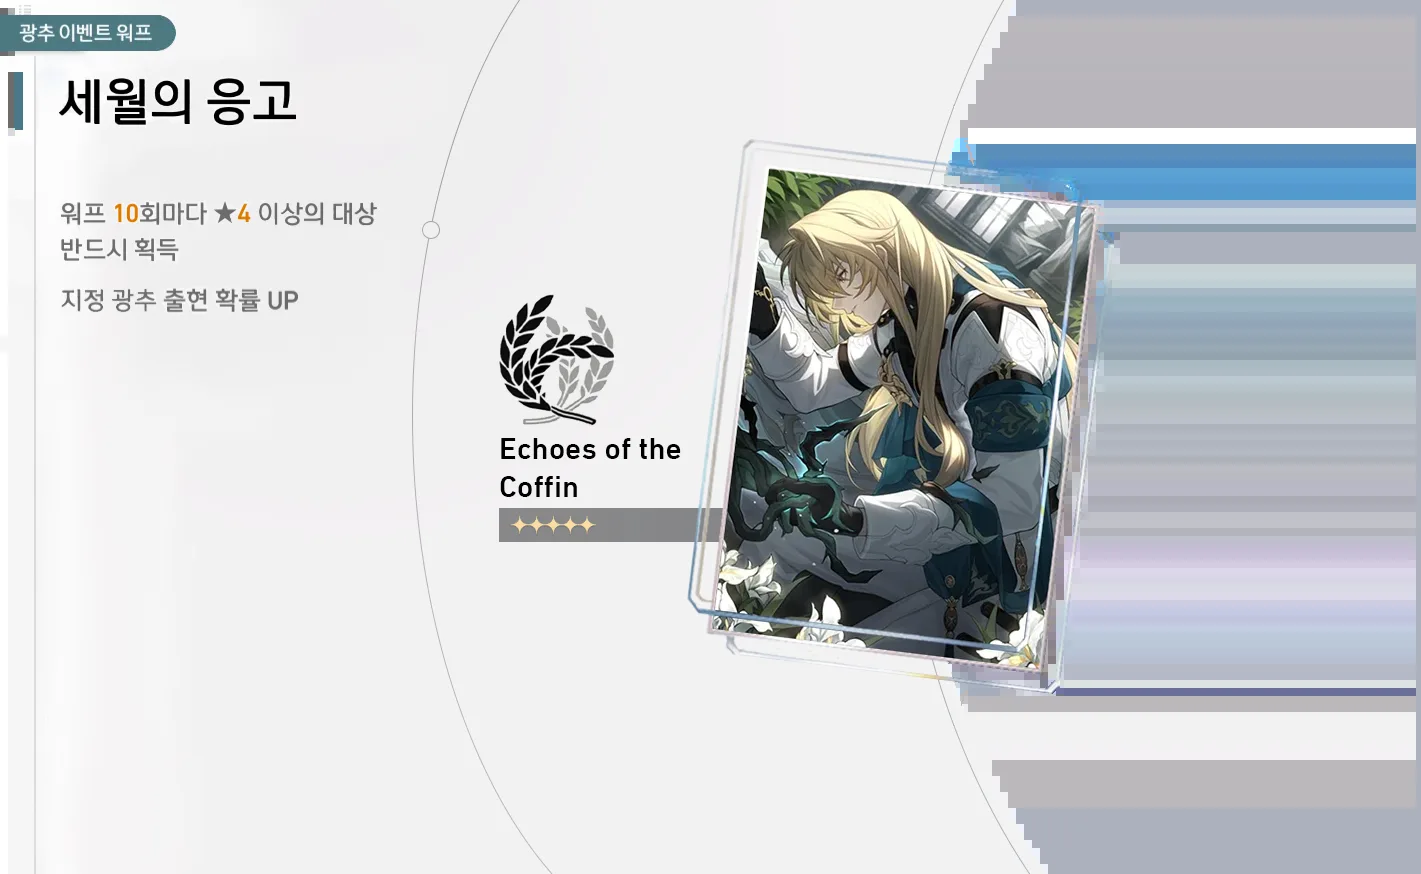 광추 이벤트 워프
세월의 응고
워프 10회마다 ★4 이상의 대상
반드시 획득
지정 광추 출현 확률 UP
Echoes of the
Coffin